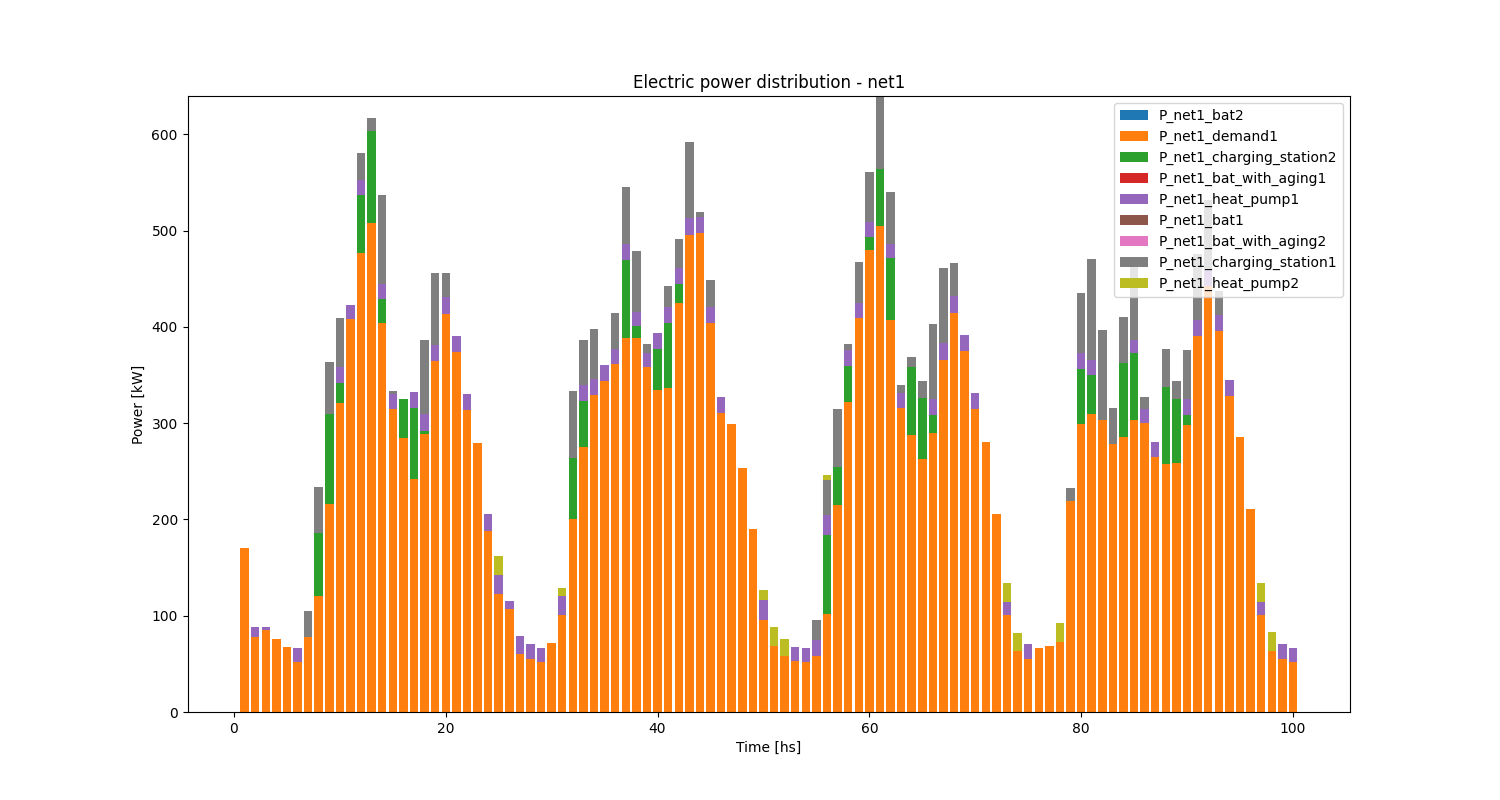 Electric power distribution - net1
P_net1_bat2
P_net1_demand1
P_net1_charging_station2
P_net1_bat_with_aging1
P_net1_heat_pump1
P_net1_bat1
P_net1_bat_with_aging2
P_net1_charging_station1
P_net1_heat_pump2
Power [kW]
600
500
400
300
200
100
0
0 20 40 60 80 100
Time [hs]